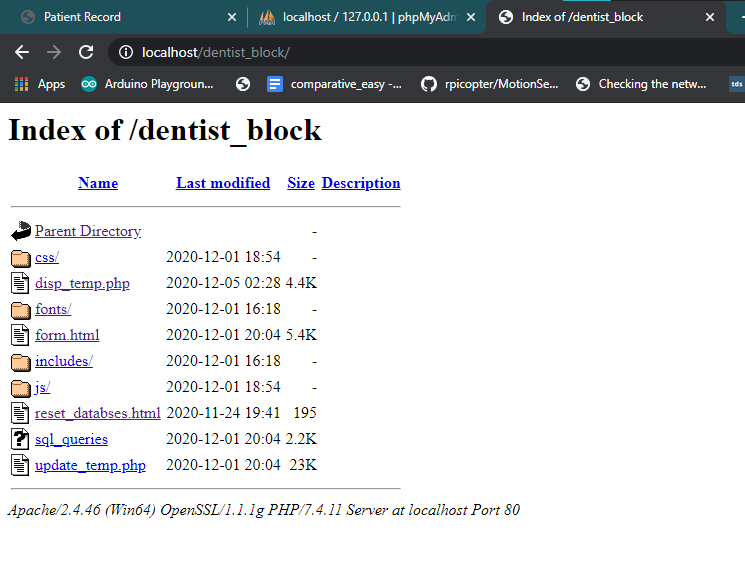 Patient Record
localhost / 127.0.0.1 | phpMyAdm
Index of /dentist_block
localhost/dentist_block/
Apps
Arduino Playgroun...
comparative_easy -...
rpicopter/MotionSe...
Checking the netw...
tds
Index of /dentist_block
Name Last modified Size Description
Parent Directory -
css/ 2020-12-01 18:54 -
disp_temp.php 2020-12-05 02:28 4.4K
fonts/ 2020-12-01 16:18 -
form.html 2020-12-01 20:04 5.4K
includes/ 2020-12-01 16:18 -
js/ 2020-12-01 18:54 -
reset_databses.html 2020-11-24 19:41 195
sql_queries 2020-12-01 20:04 2.2K
update_temp.php 2020-12-01 20:04 23K
Apache/2.4.46 (Win64) OpenSSL/1.1.1g PHP/7.4.11 Server at localhost Port 80